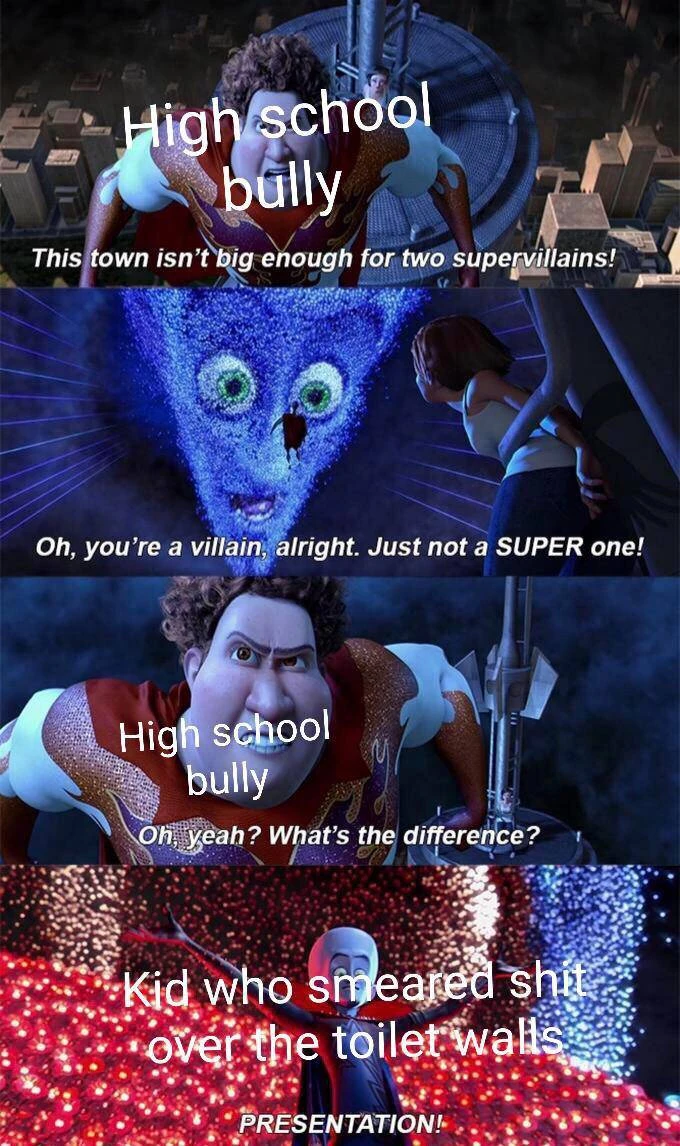 High school
bully
This town isn't big enough for two supervillains!
Oh, you're a villain, alright. Just not a SUPER one!
High school
bully
Oh, yeah? What's the difference?
Kid who smeared shit
over the toilet walls
PRESENTATION!